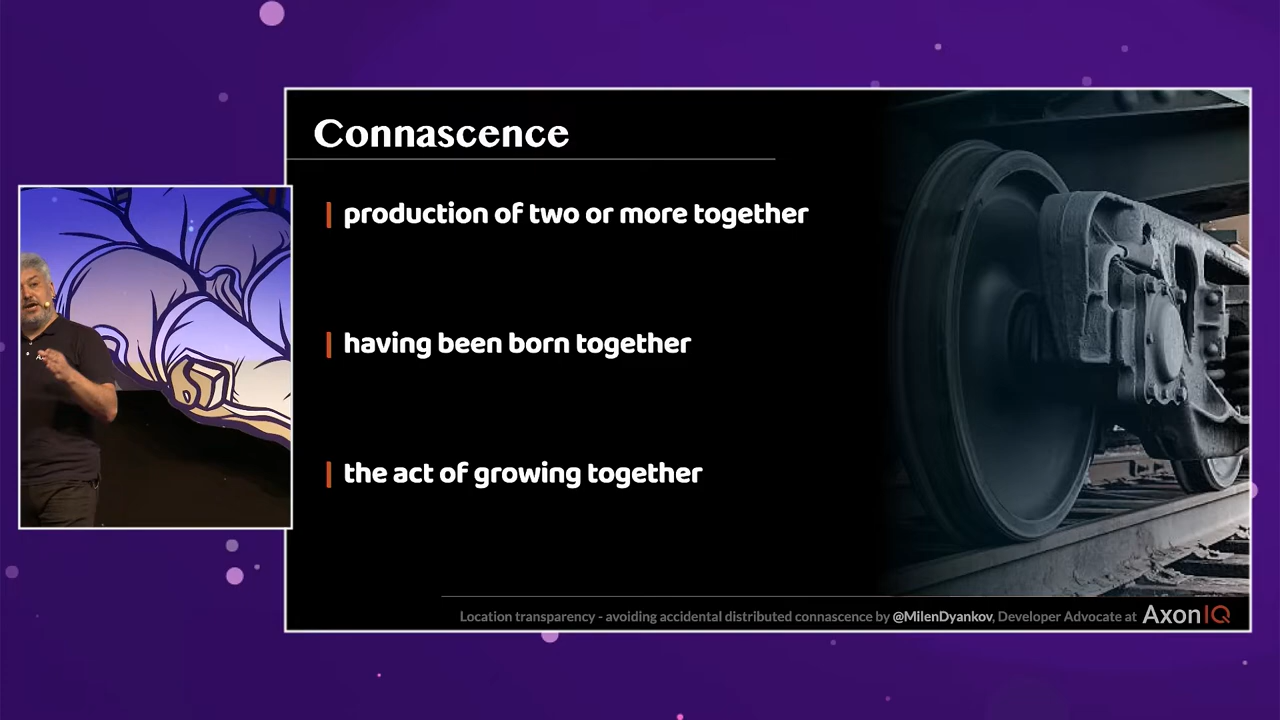 Connascence
production of two or more together
having been born together
the act of growing together
Location transparency - avoiding accidental distributed connascence by @MilenDyankov, Developer Advocate at AxonIQ